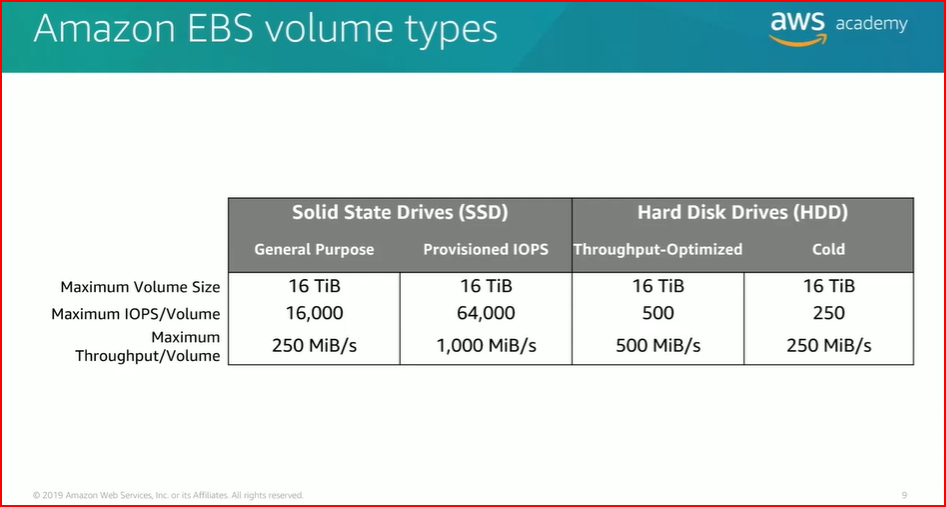 Amazon EBS volume types
aws academy
Solid State Drives (SSD) Hard Disk Drives (HDD)
General Purpose Provisioned IOPS Throughput-Optimized Cold
Maximum Volume Size 16 TiB 16 TiB 16 TiB 16 TiB
Maximum IOPS/Volume 16,000 64,000 500 250
Maximum
Throughput/Volume 250 MiB/s 1,000 MiB/s 500 MiB/s 250 MiB/s
© 2019 Amazon Web Services, Inc. or its Affiliates. All rights reserved. 9